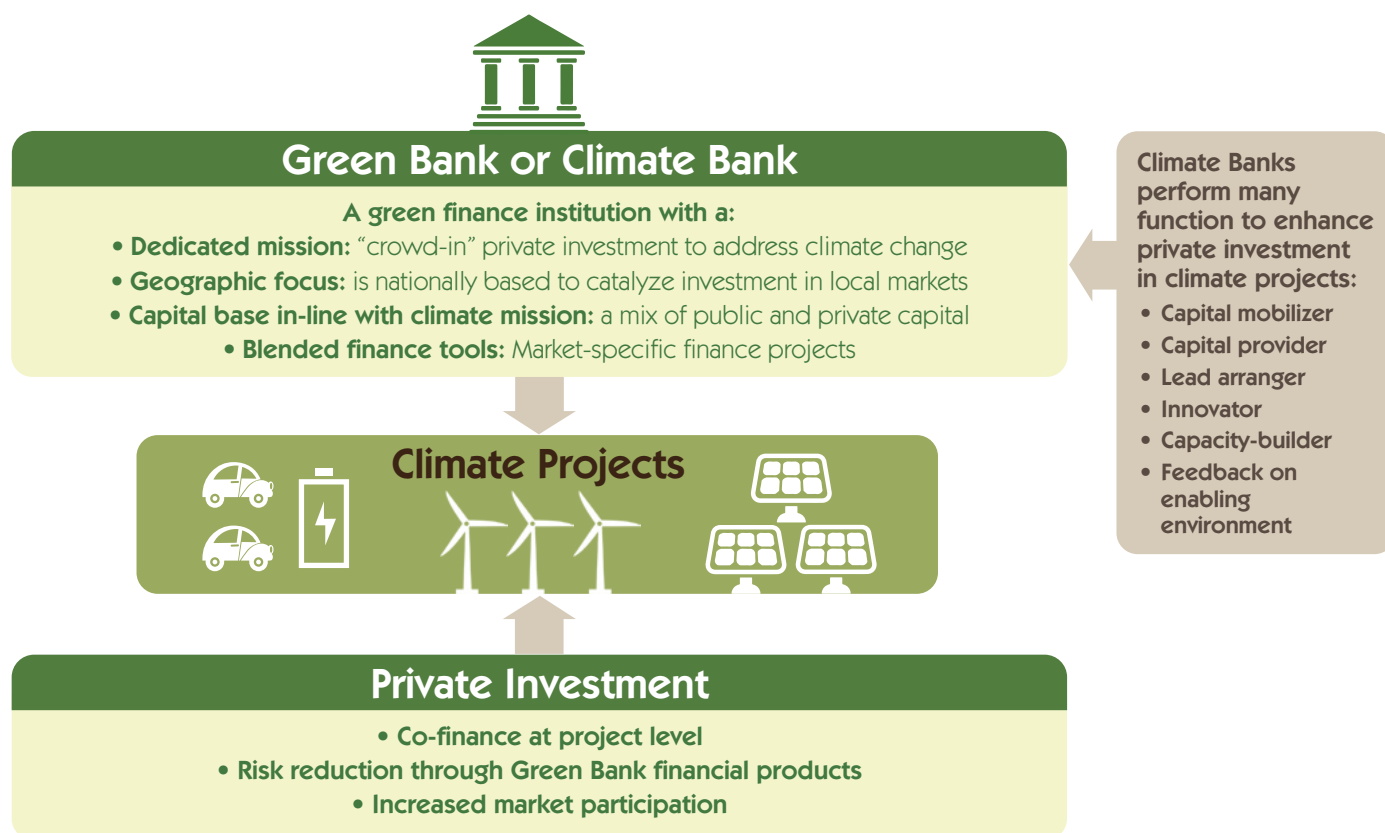 Green Bank or Climate Bank
A green finance institution with a:
• Dedicated mission: “crowd-in” private investment to address climate change
• Geographic focus: is nationally based to catalyze investment in local markets
• Capital base in-line with climate mission: a mix of public and private capital
• Blended finance tools: Market-specific finance projects
Climate Banks
perform many
function to enhance
private investment
in climate projects:
• Capital mobilizer
• Capital provider
• Lead arranger
• Innovator
• Capacity-builder
• Feedback on
enabling
environment
Climate Projects
Private Investment
• Co-finance at project level
• Risk reduction through Green Bank financial products
• Increased market participation